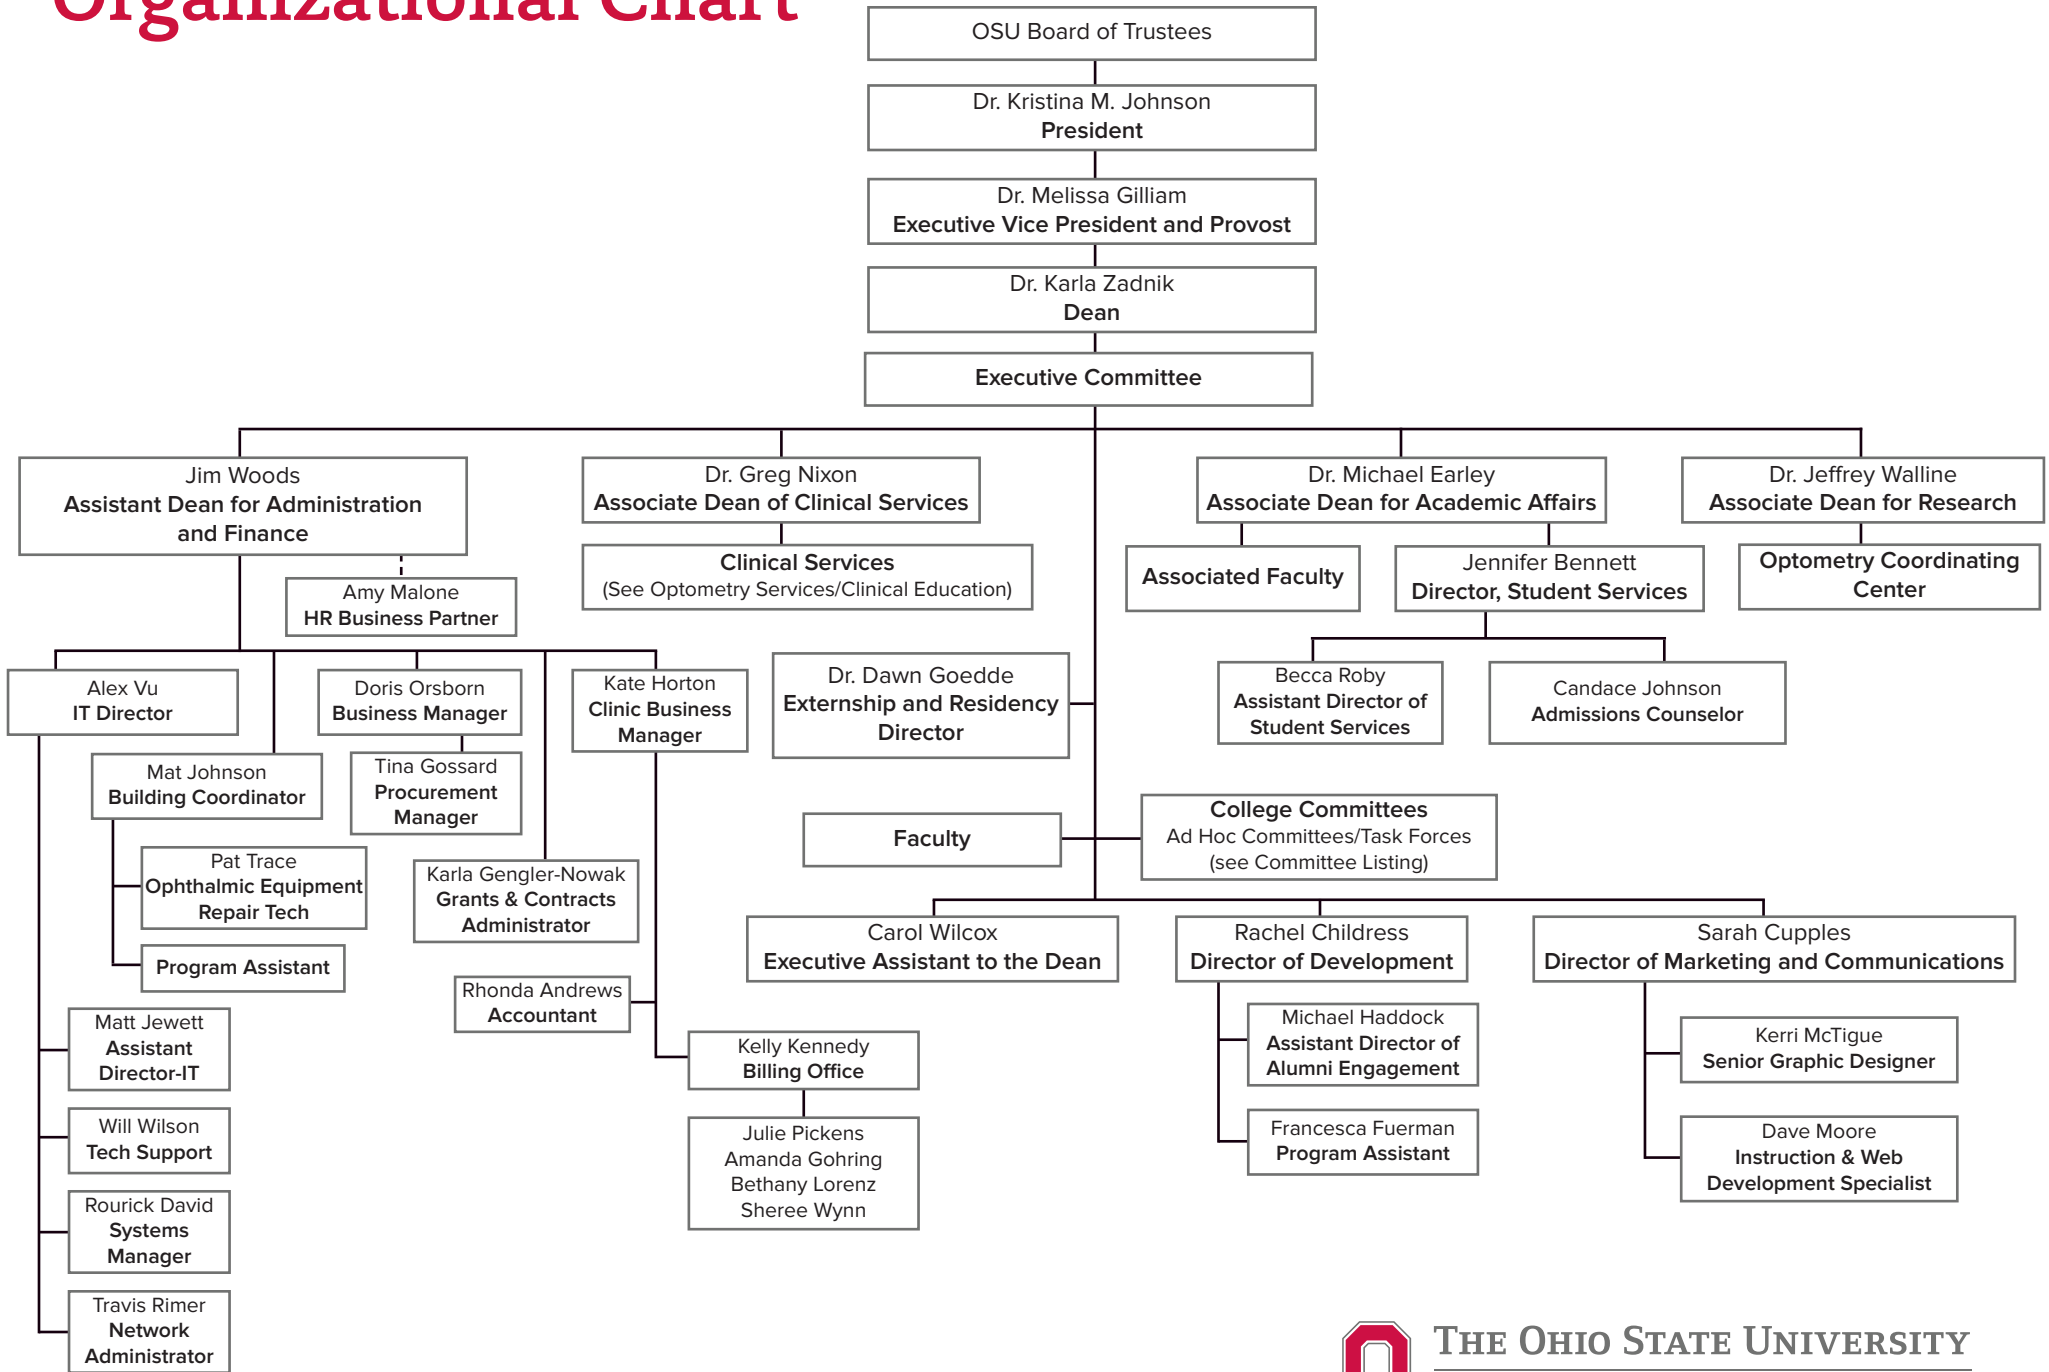 Organizational Chart
OSU Board of Trustees
Dr. Kristina M. Johnson
President
Dr. Melissa Gilliam
Executive Vice President and Provost
Dr. Karla Zadnik
Dean
Executive Committee
Jim Woods
Assistant Dean for Administration
and Finance
Dr. Greg Nixon
Associate Dean of Clinical Services
Dr. Michael Earley
Associate Dean for Academic Affairs
Dr. Jeffrey Walline
Associate Dean for Research
Amy Malone
HR Business Partner
Clinical Services
(See Optometry Services/Clinical Education)
Associated Faculty
Jennifer Bennett
Director, Student Services
Optometry Coordinating
Center
Alex Vu
IT Director
Doris Orsborn
Business Manager
Kate Horton
Clinic Business
Manager
Dr. Dawn Goedde
Externship and Residency
Director
Becca Roby
Assistant Director of
Student Services
Candace Johnson
Admissions Counselor
Mat Johnson
Building Coordinator
Tina Gossard
Procurement
Manager
Faculty
College Committees
Ad Hoc Committees/Task Forces
(see Committee Listing)
Pat Trace
Ophthalmic Equipment
Repair Tech
Karla Gengler-Nowak
Grants & Contracts
Administrator
Program Assistant
Carol Wilcox
Executive Assistant to the Dean
Rachel Childress
Director of Development
Sarah Cupples
Director of Marketing and Communications
Rhonda Andrews
Accountant
Matt Jewett
Assistant
Director-IT
Kelly Kennedy
Billing Office
Michael Haddock
Assistant Director of
Alumni Engagement
Kerri McTigue
Senior Graphic Designer
Will Wilson
Tech Support
Julie Pickens
Amanda Gohring
Bethany Lorenz
Sheree Wynn
Francesca Fuerman
Program Assistant
Dave Moore
Instruction & Web
Development Specialist
Rourick David
Systems
Manager
Travis Rimer
Network
Administrator
THE OHIO STATE UNIVERSITY